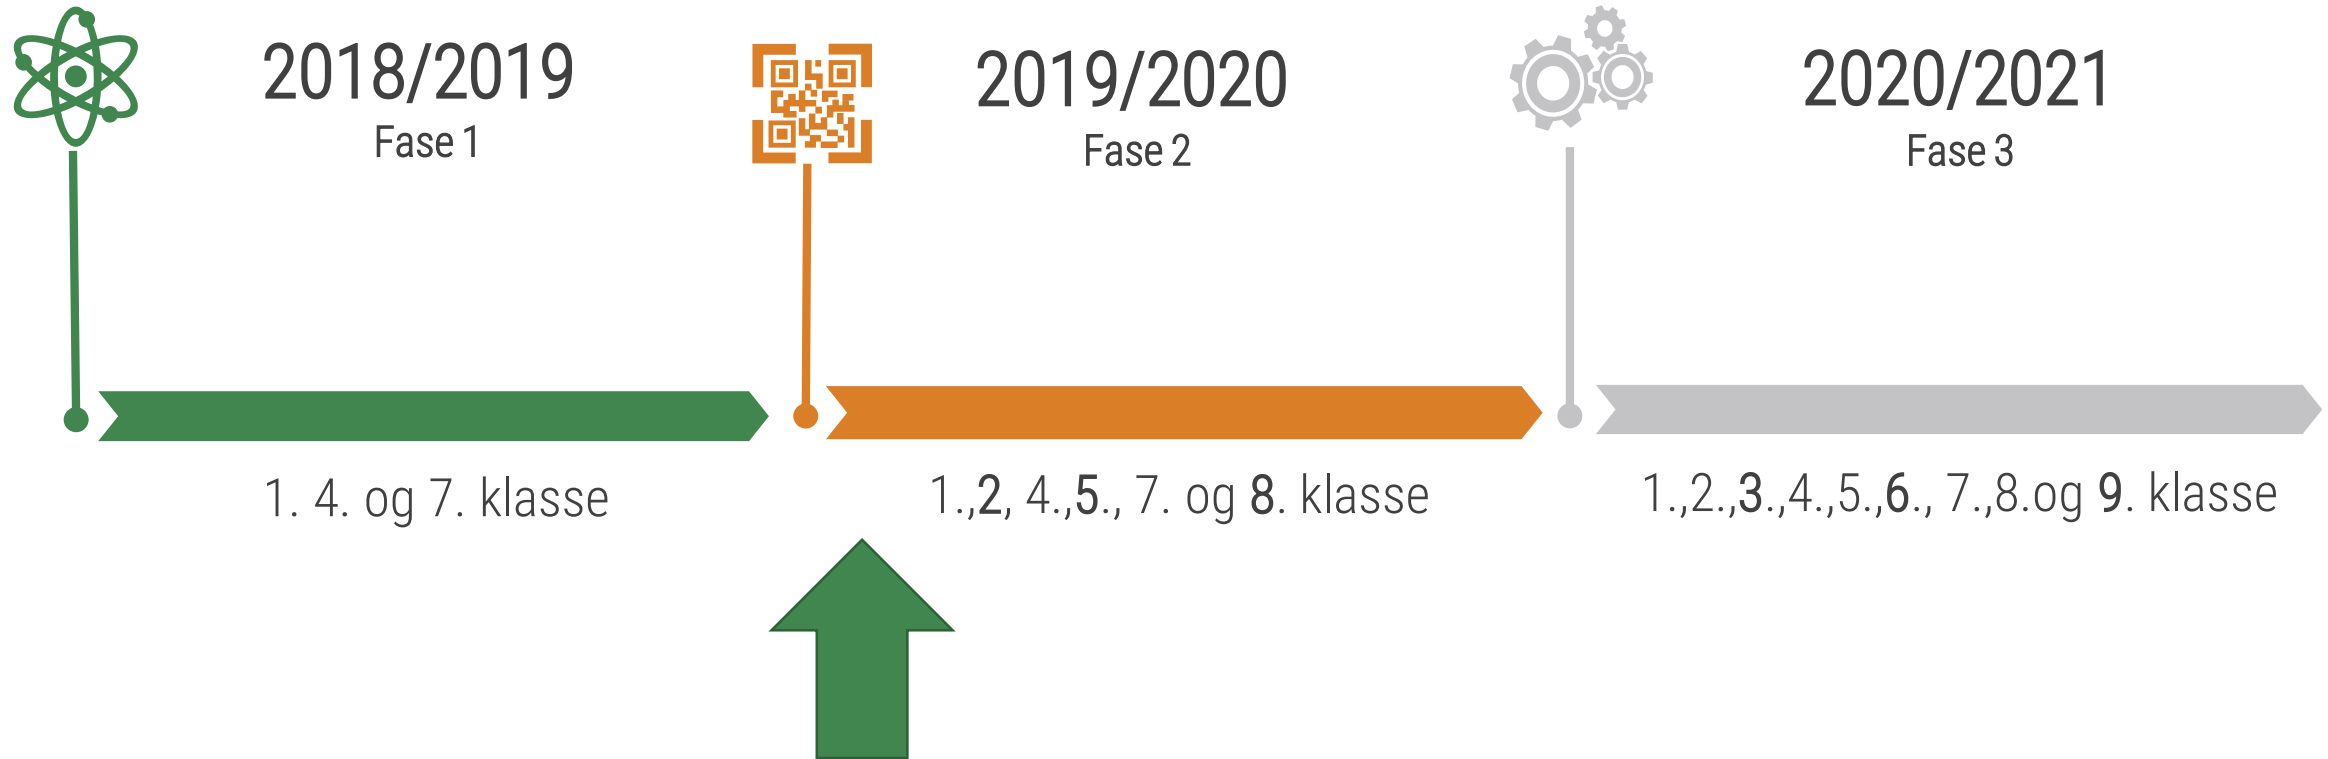 2018/2019
Fase 1
2019/2020
Fase 2
2020/2021
Fase 3
1. 4. og 7. klasse
1.,2, 4.,5., 7. og 8. klasse
1.,2.,3.,4.,5.,6., 7.,8.og 9. klasse